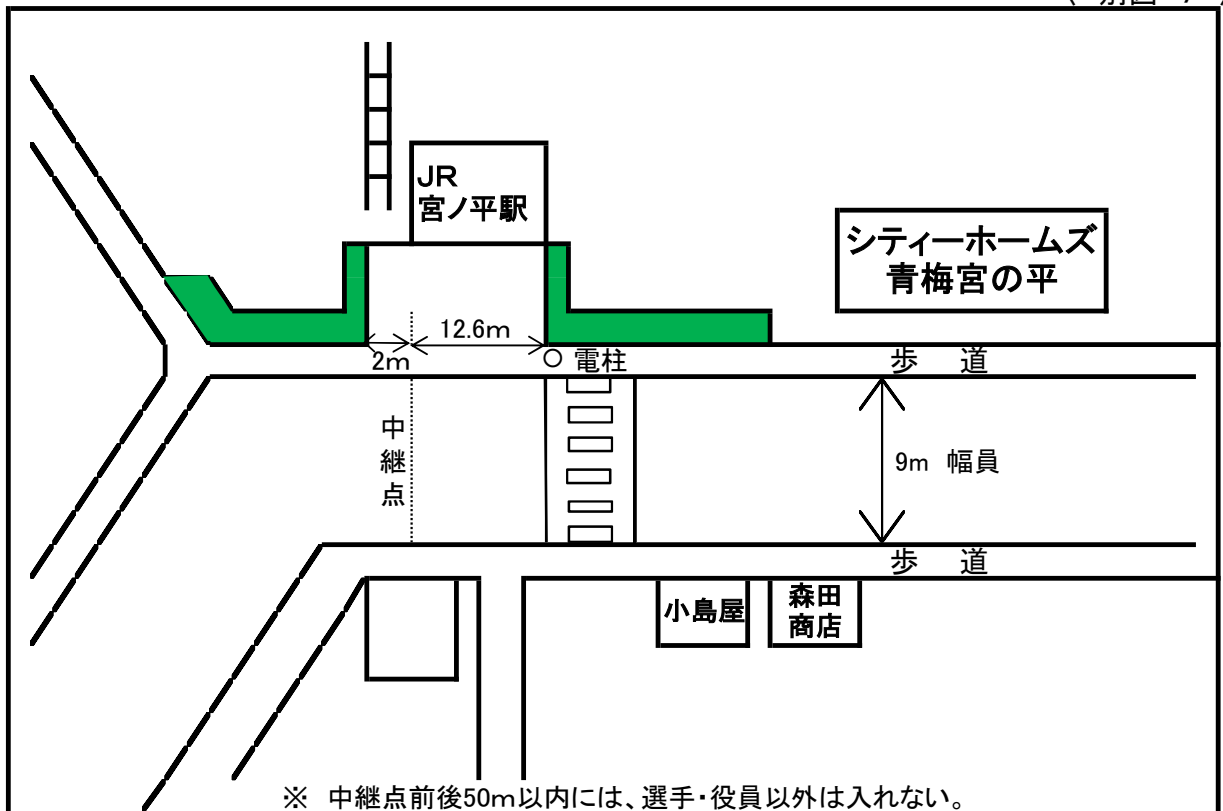 JR
宮ノ平駅
シティーホームズ
青梅宮の平
12.6m
2m
電柱
歩 道
中
継
点
9m 幅員
歩 道
小島屋
森田
商店
※ 中継点前後50m以内には、選手・役員以外は入れない。